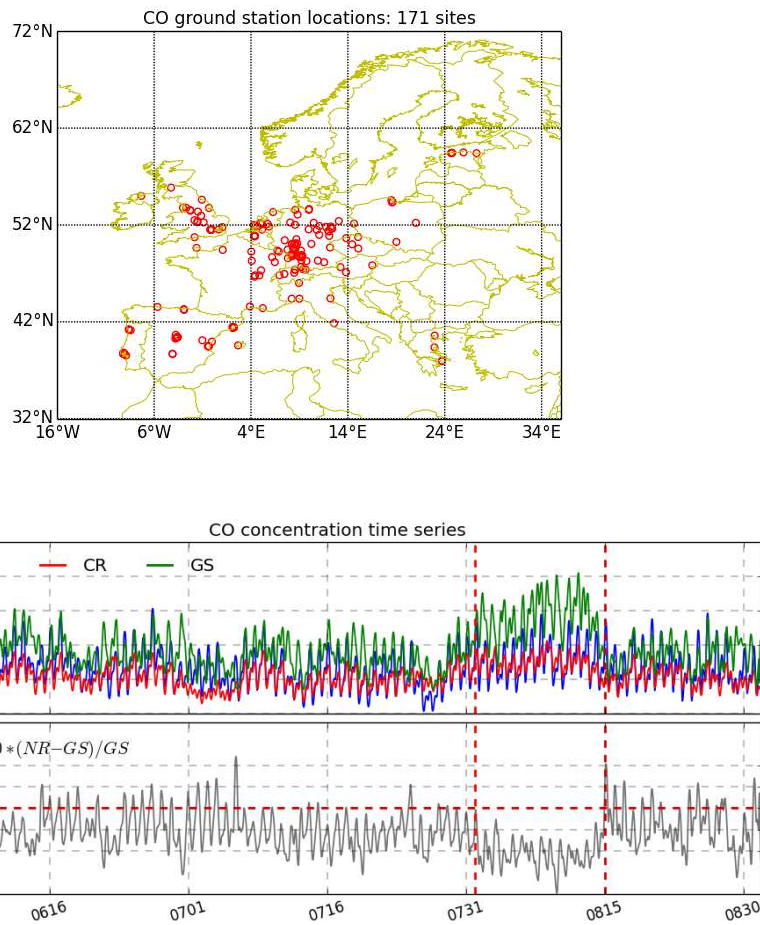 CO ground station locations: 171 sites
72°N
62°N
52°N
42°N
32°N
16°W 6°W 4°E 14°E 24°E 34°E
CO concentration time series
CR GS
∗(NR−GS)/GS
0616 0701 0716 0731 0815 0830